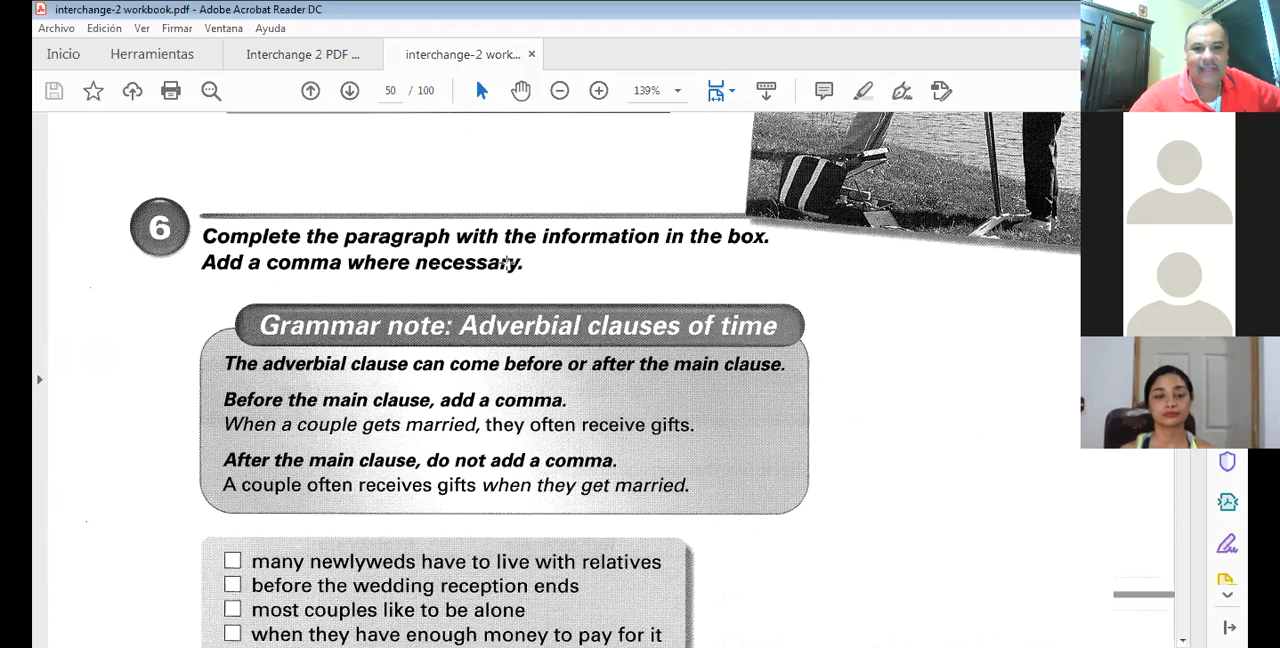 interchange-2 workbook.pdf - Adobe Acrobat Reader DC
Archivo Edición Ver Firmar Ventana Ayuda
Inicio Herramientas Interchange 2 PDF ... interchange-2 work... ×
50 / 100 139%
6
Complete the paragraph with the information in the box.
Add a comma where necessary.
Grammar note: Adverbial clauses of time
The adverbial clause can come before or after the main clause.
Before the main clause, add a comma.
When a couple gets married, they often receive gifts.
After the main clause, do not add a comma.
A couple often receives gifts when they get married.
many newlyweds have to live with relatives
before the wedding reception ends
most couples like to be alone
when they have enough money to pay for it